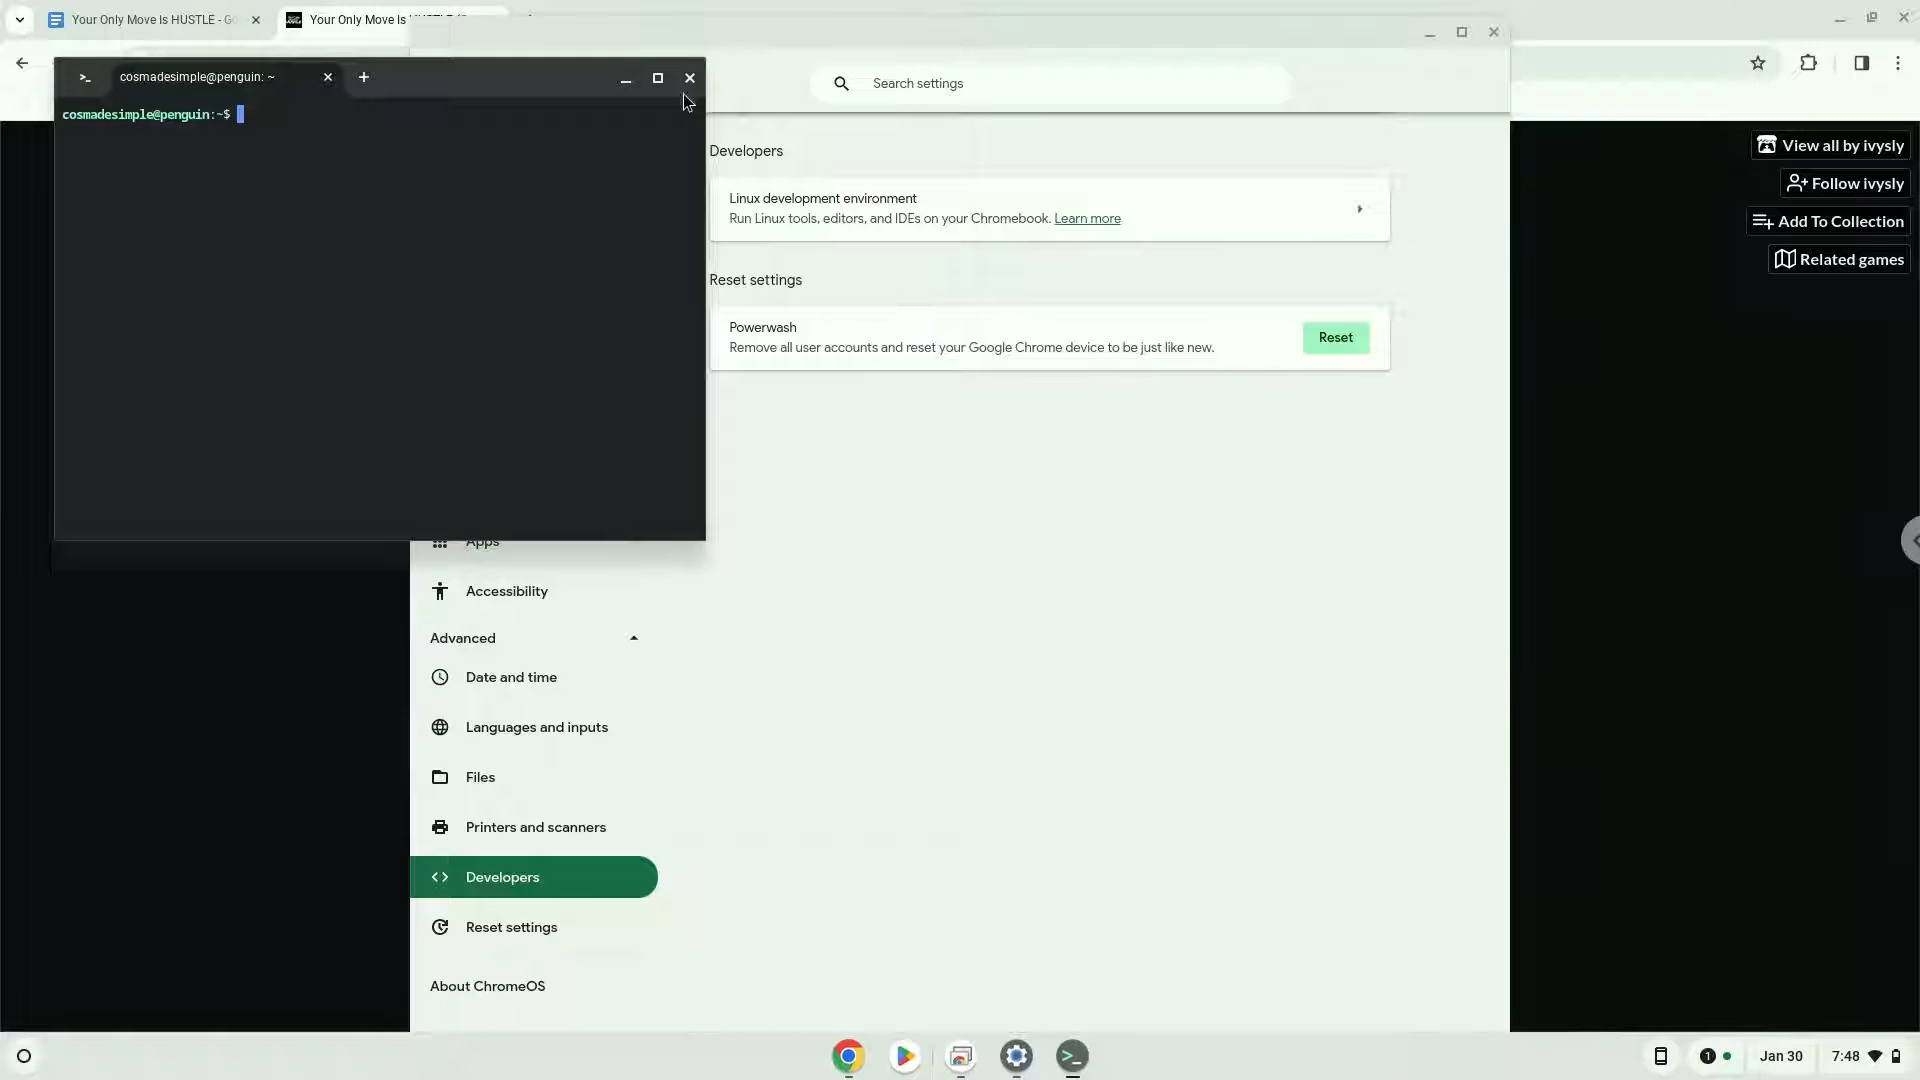 Your Only Move Is HUSTLE - Go
Your Only Move Is
cosmadesimple@penguin: ~
cosmadesimple@penguin:~$
Search settings
View all by ivysly
Follow ivysly
Add To Collection
Related games
Developers
Linux development environment
Run Linux tools, editors, and IDEs on your Chromebook. Learn more
Reset settings
Powerwash
Remove all user accounts and reset your Google Chrome device to be just like new.
Reset
Apps
Accessibility
Advanced
Date and time
Languages and inputs
Files
Printers and scanners
Developers
Reset settings
About ChromeOS
1
Jan 30
7:48